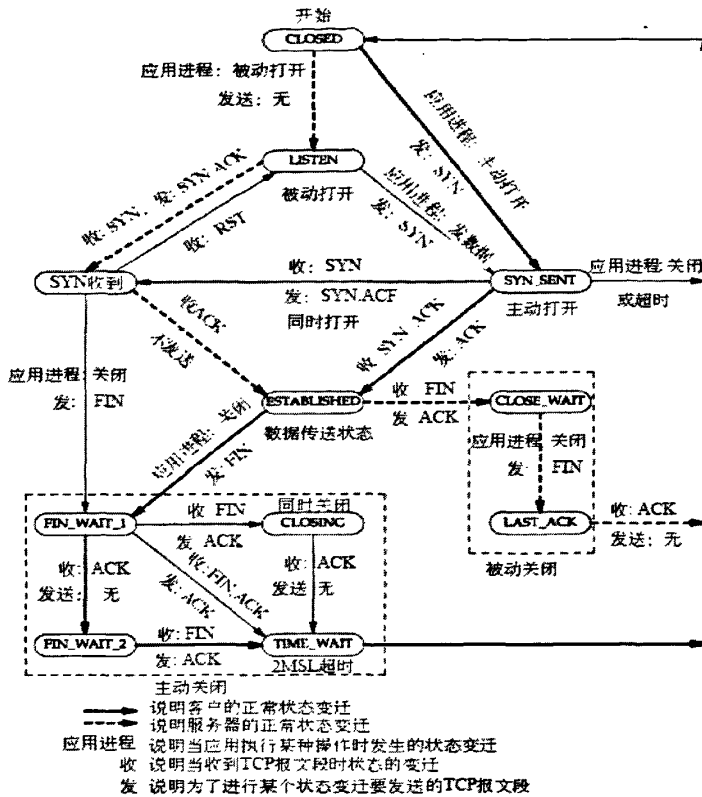 开始
CLOSED
应用进程：被动打开
发送：无
应用进程：主动打开
发：SYN
LISTEN
被动打开
收：SYN，发：SYN ACK
收：RST
应用进程：发数据
发：SYN
SYN收到
收：SYN
发：SYN.ACF
同时打开
SYN_SENT
主动打开
应用进程：关闭
或超时
收ACK
不发送
收 SYN ACK
发：ACK
应用进程：关闭
发：FIN
ESTABLISHED
数据传送状态
收 FIN
发 ACK
CLOSE_WAIT
应用进程 关闭
发：FIN
LAST_ACK
收：ACK
发送：无
被动关闭
应用进程：关闭
发：FIN
FIN_WAIT_1
收 FIN
发 ACK
同时关闭
CLOSING
收：ACK
发送：无
收：FIN.ACK
发：ACK
收：ACK
发送 无
FIN_WAIT_2
收：FIN
发：ACK
TIME_WAIT
2MSL超时
主动关闭
说明客户的正常状态变迁
说明服务器的正常状态变迁
应用进程 说明当应用执行某种操作时发生的状态变迁
收 说明当收到TCP报文段时状态的变迁
发 说明为了进行某个状态变迁要发送的TCP报文段